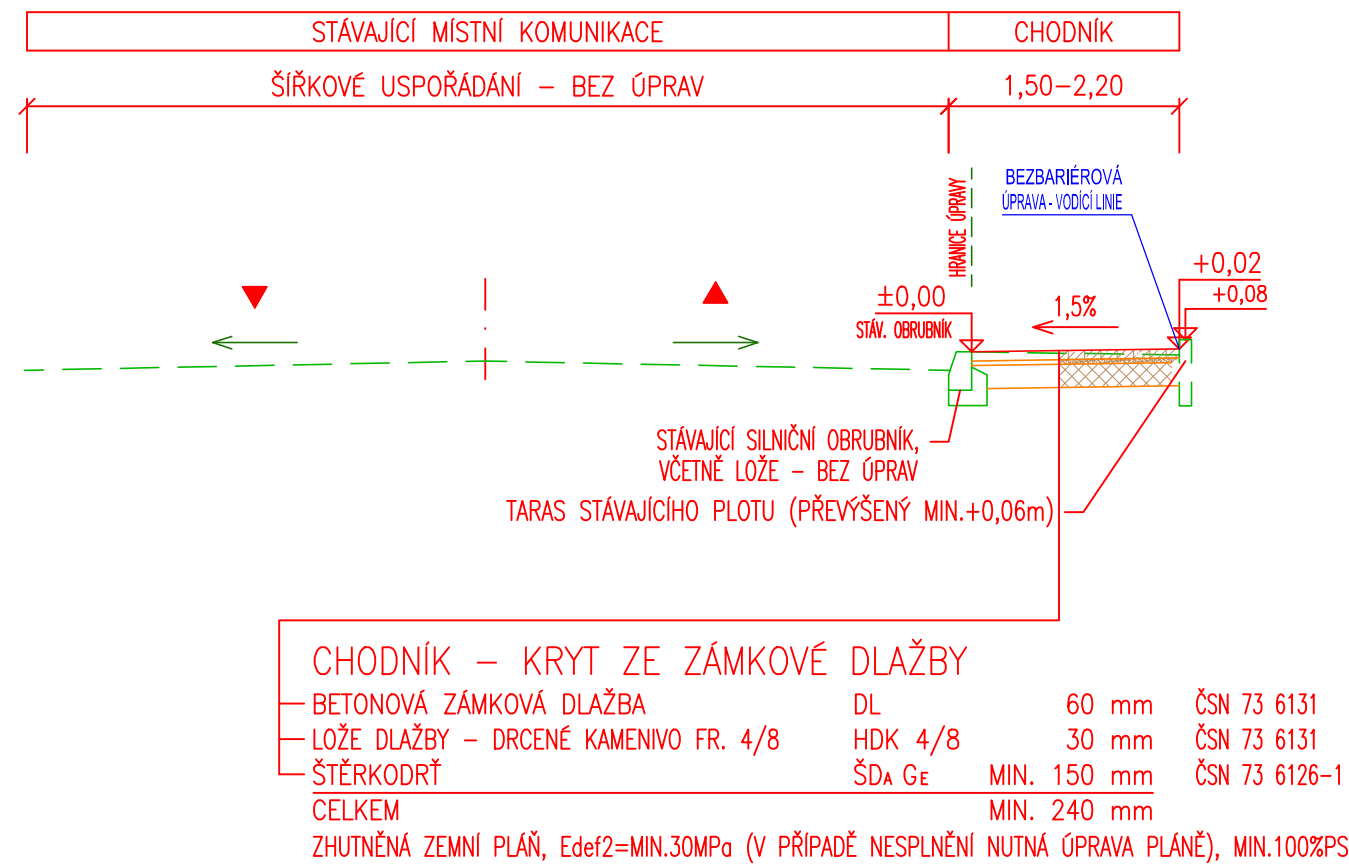 STÁVAJÍCÍ MÍSTNÍ KOMUNIKACE
CHODNÍK
ŠÍŘKOVÉ USPOŘÁDÁNÍ – BEZ ÚPRAV
1,50–2,20
HRANICE ÚPRAVY
BEZBARIÉROVÁ
ÚPRAVA - VODÍCÍ LINIE
+0,02
+0,08
±0,00
STÁV. OBRUBNÍK
1,5%
STÁVAJÍCÍ SILNIČNÍ OBRUBNÍK,
VČETNĚ LOŽE – BEZ ÚPRAV
TARAS STÁVAJÍCÍHO PLOTU (PŘEVÝŠENÝ MIN.+0,06m)
CHODNÍK – KRYT ZE ZÁMKOVÉ DLAŽBY
BETONOVÁ ZÁMKOVÁ DLAŽBA DL 60 mm ČSN 73 6131
LOŽE DLAŽBY – DRCENÉ KAMENIVO FR. 4/8 HDK 4/8 30 mm ČSN 73 6131
ŠTĚRKODRŤ ŠDA GE MIN. 150 mm ČSN 73 6126–1
CELKEM MIN. 240 mm
ZHUTNĚNÁ ZEMNÍ PLÁŇ, Edef2=MIN.30MPa (V PŘÍPADĚ NESPLNĚNÍ NUTNÁ ÚPRAVA PLÁNĚ), MIN.100%PS